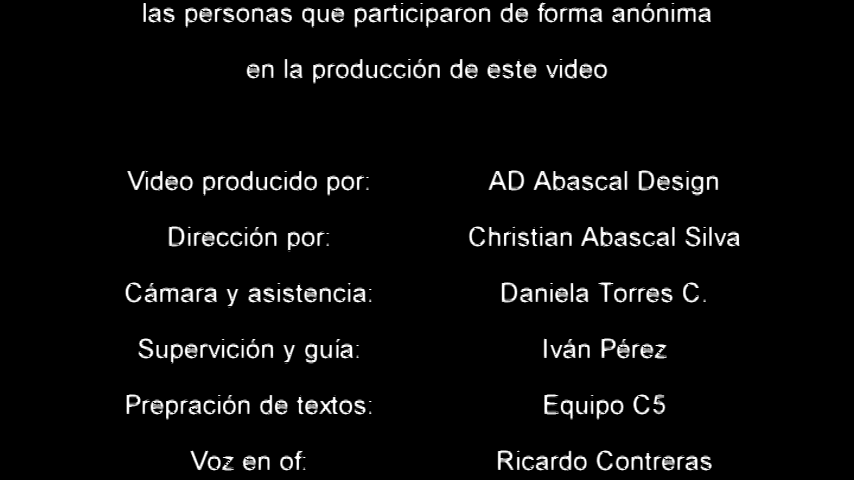 las personas que participaron de forma anónima
en la producción de este video
Video producido por: AD Abascal Design
Dirección por: Christian Abascal Silva
Cámara y asistencia: Daniela Torres C.
Supervición y guía: Iván Pérez
Prepración de textos: Equipo C5
Voz en of: Ricardo Contreras